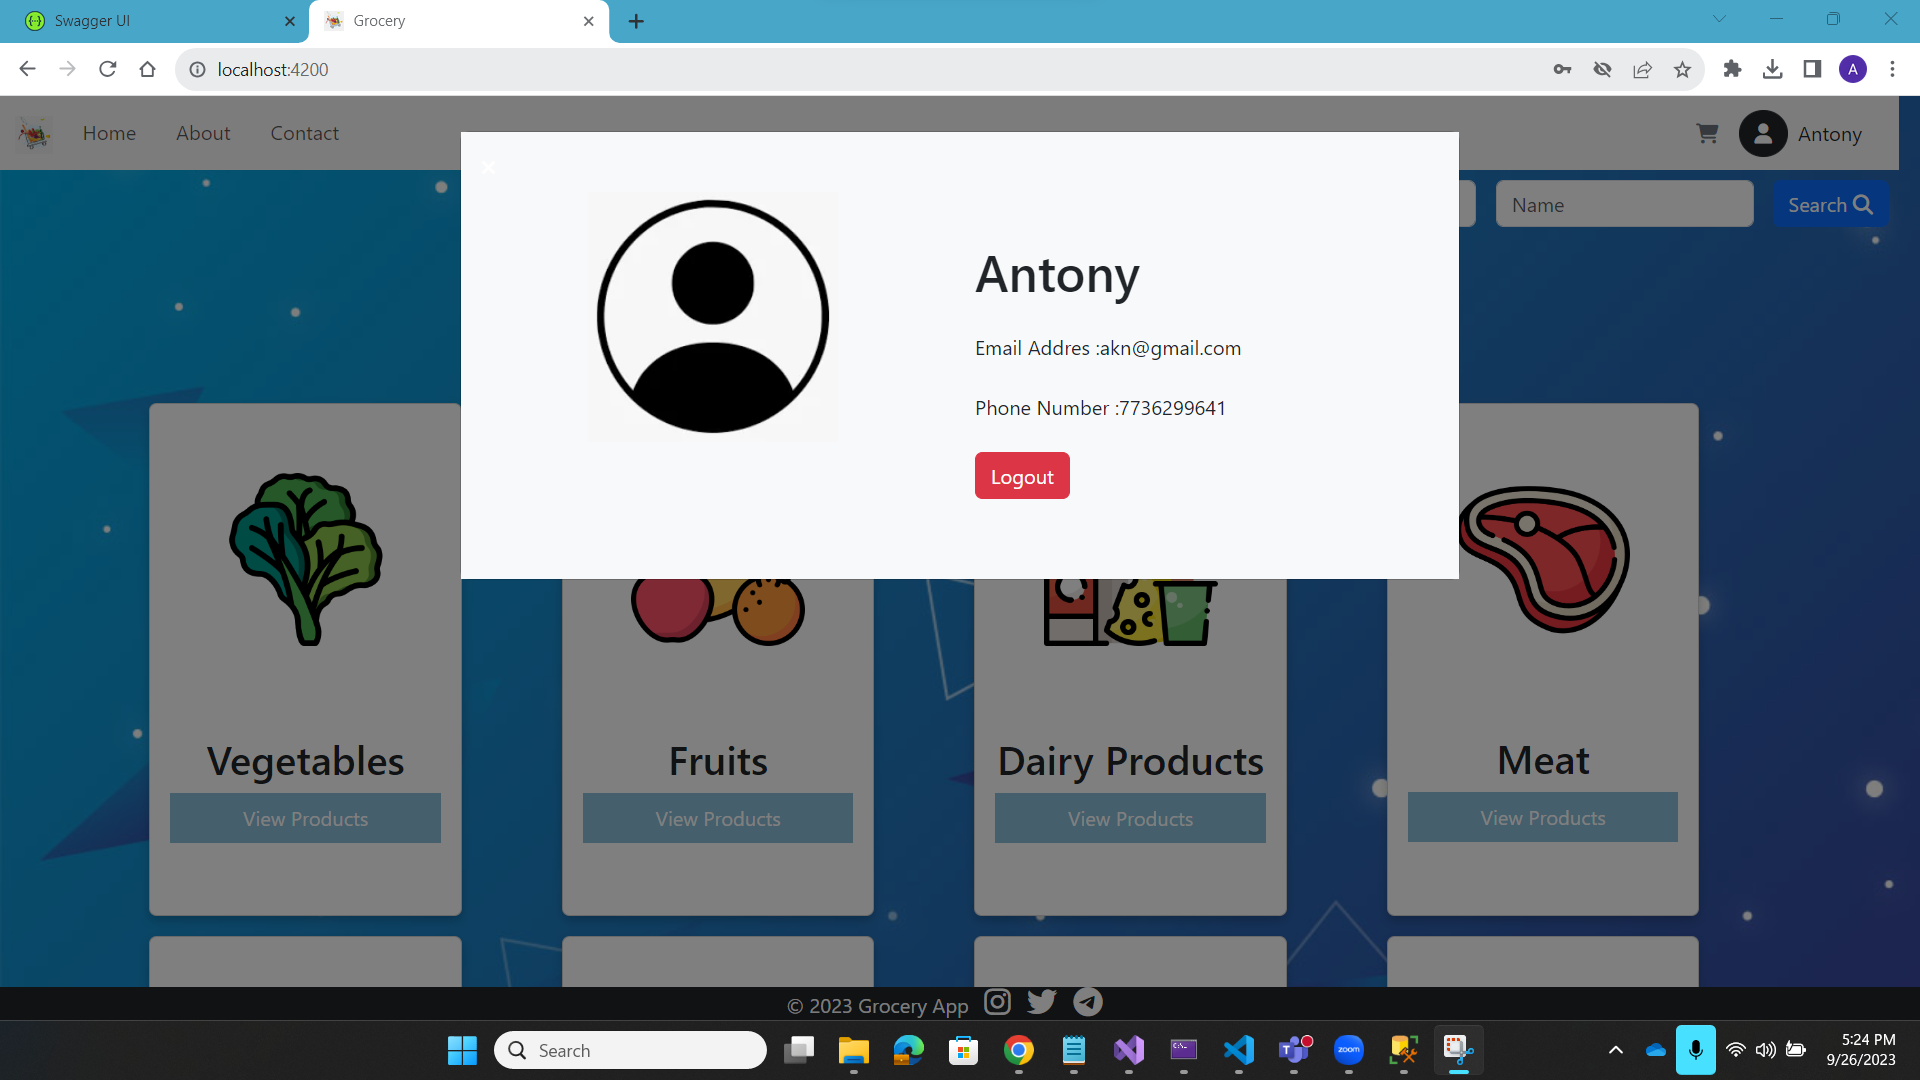 Swagger UI
Grocery
localhost:4200
A
Home
About
Contact
Antony
Name
Search
Antony
Email Addres :akn@gmail.com
Phone Number :7736299641
Logout
Vegetables
Fruits
Dairy Products
Meat
View Products
View Products
View Products
View Products
© 2023 Grocery App
Search
zoom
5:24 PM
9/26/2023